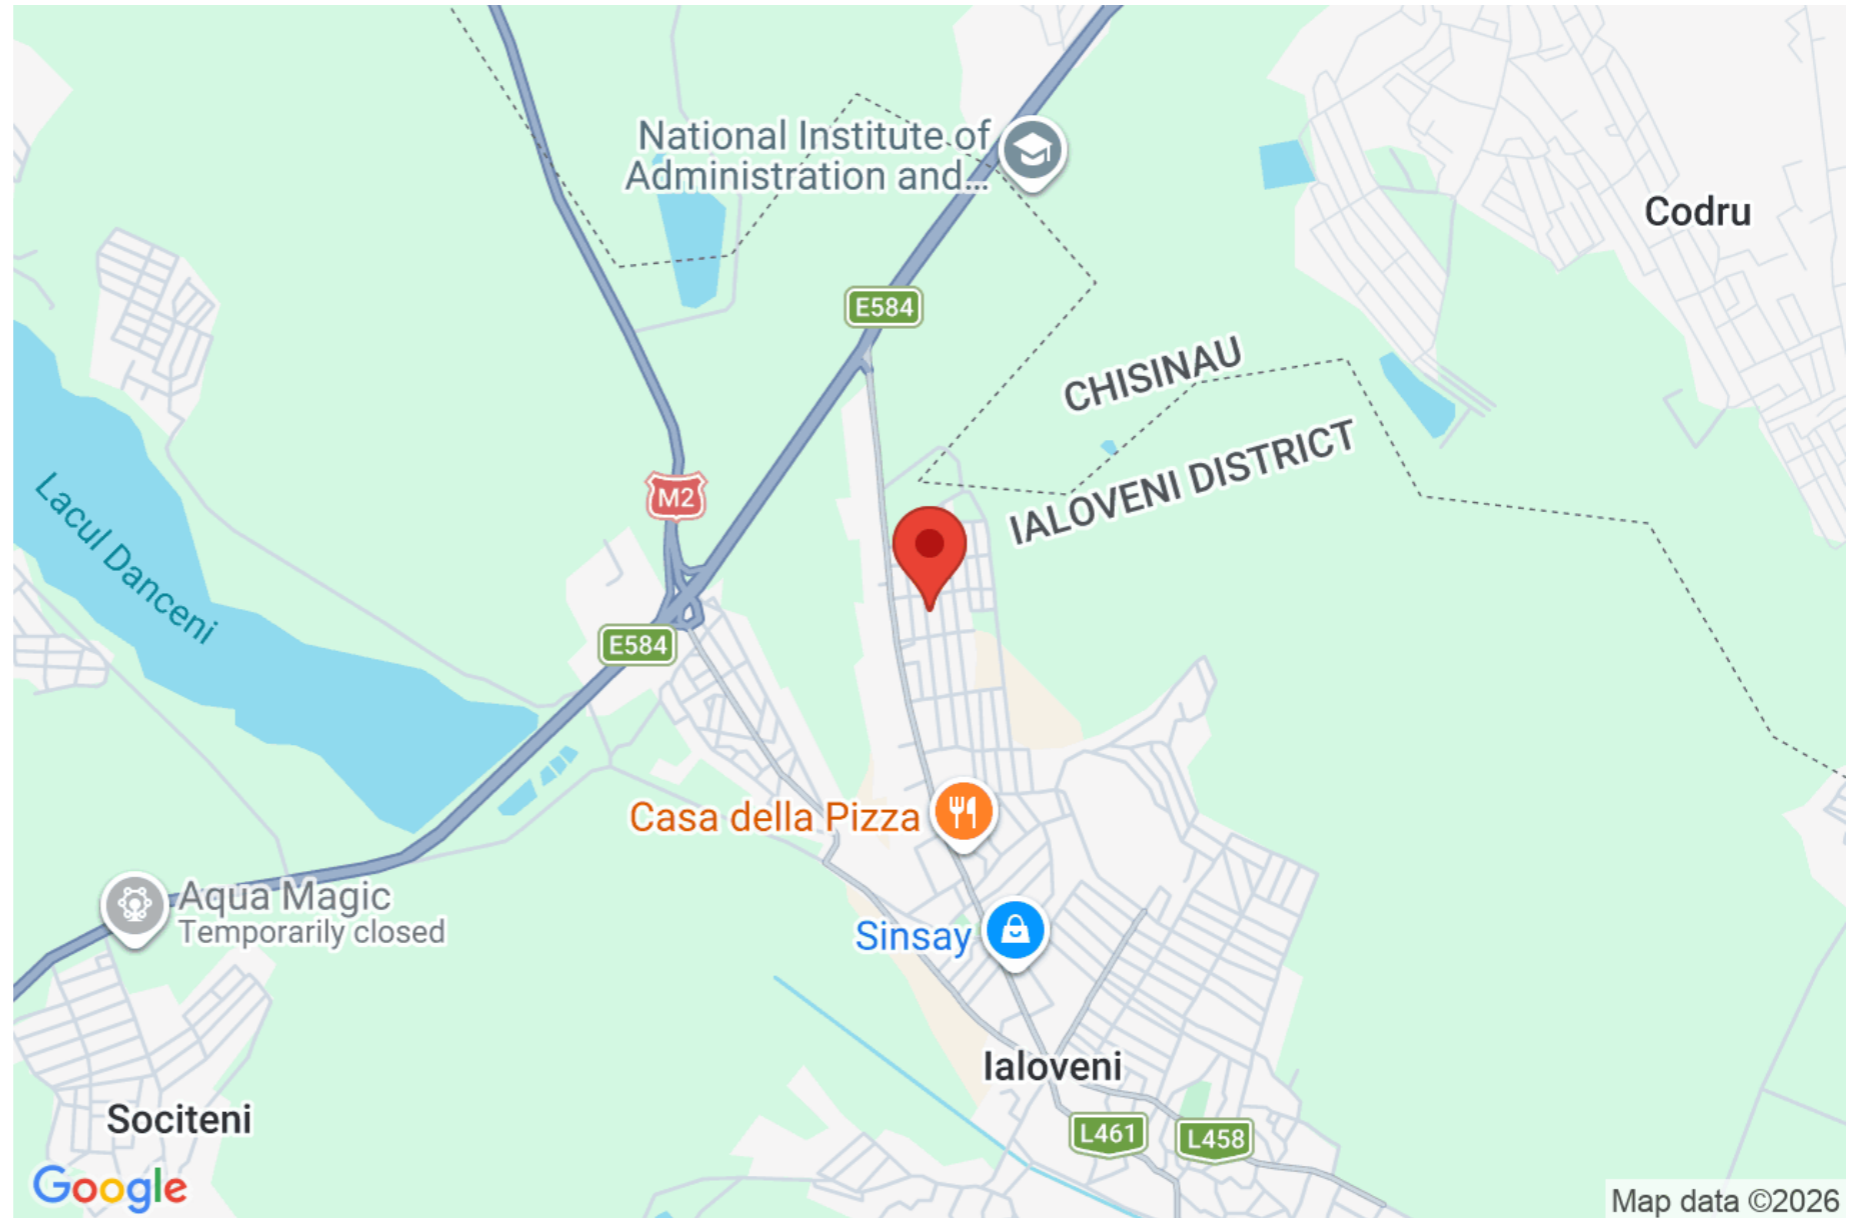 National Institute of
Administration and...
Codru
E584
CHISINAU
IALOVENI DISTRICT
M2
Lacul Danceni
E584
Casa della Pizza
Aqua Magic
Temporarily closed
Sinsay
Ialoveni
Sociteni
L461
L458
Google
Map data ©2026